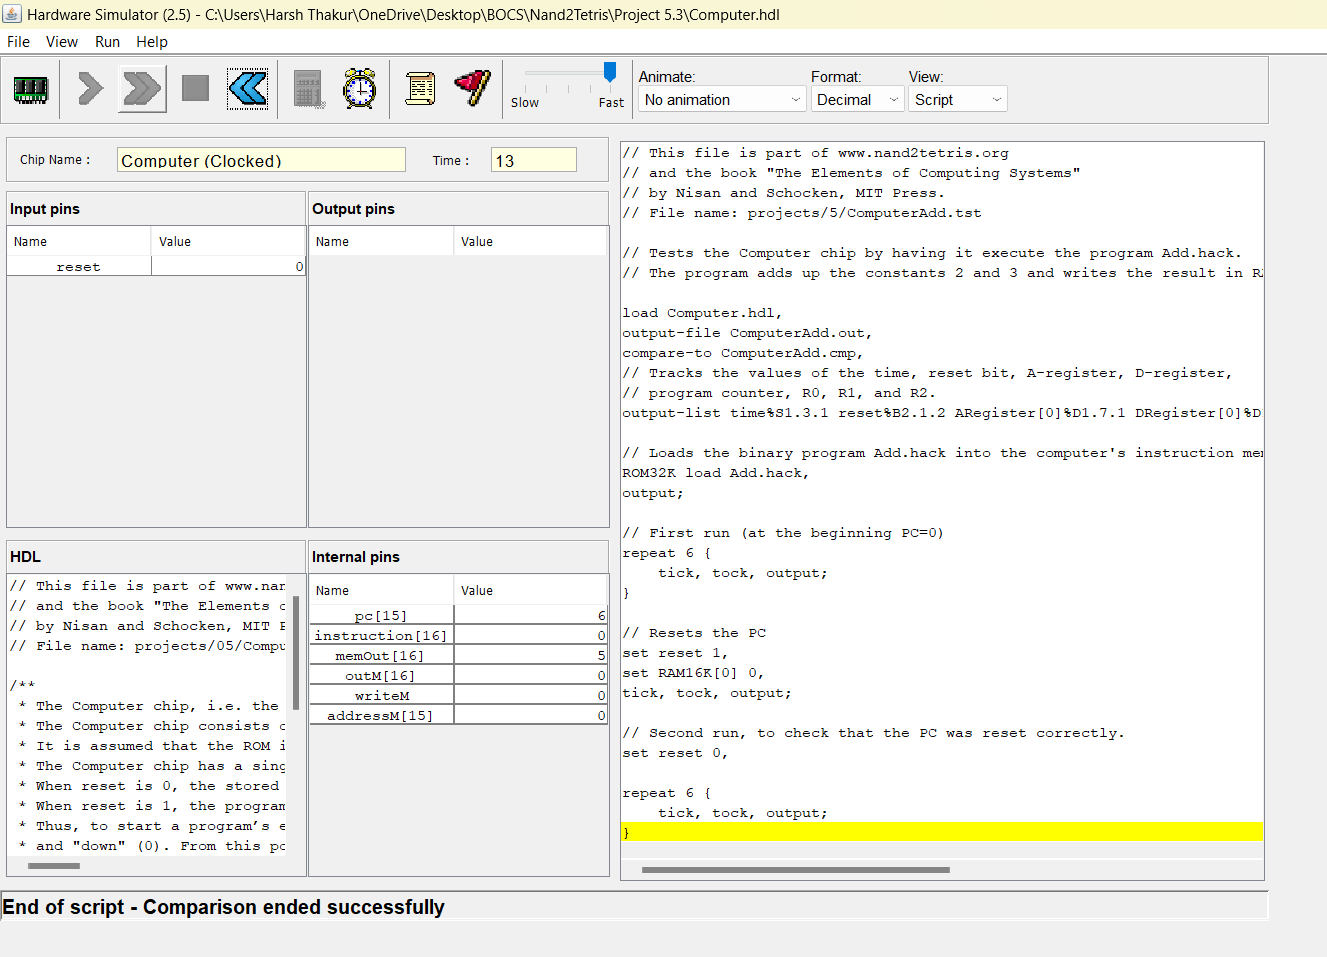 Hardware Simulator (2.5) - C:\Users\Harsh Thakur\OneDrive\Desktop\BOCS\Nand2Tetris\Project 5.3\Computer.hdl
File View Run Help
Slow Fast
Animate: Format: View:
No animation Decimal Script
Chip Name : Computer (Clocked) Time : 13
Input pins
Name Value
reset 0
Output pins
Name Value
HDL
// This file is part of www.nan
// and the book "The Elements o
// by Nisan and Schocken, MIT P
// File name: projects/05/Compu
/**
* The Computer chip, i.e. the
* The Computer chip consists o
* It is assumed that the ROM i
* The Computer chip has a sing
* When reset is 0, the stored
* When reset is 1, the program
* Thus, to start a program's e
* and "down" (0). From this po
Internal pins
Name Value
pc[15] 6
instruction[16] 0
memOut[16] 5
outM[16] 0
writeM 0
addressM[15] 0
// This file is part of www.nand2tetris.org
// and the book "The Elements of Computing Systems"
// by Nisan and Schocken, MIT Press.
// File name: projects/5/ComputerAdd.tst
// Tests the Computer chip by having it execute the program Add.hack.
// The program adds up the constants 2 and 3 and writes the result in R
load Computer.hdl,
output-file ComputerAdd.out,
compare-to ComputerAdd.cmp,
// Tracks the values of the time, reset bit, A-register, D-register,
// program counter, R0, R1, and R2.
output-list time%S1.3.1 reset%B2.1.2 ARegister[0]%D1.7.1 DRegister[0]%D
// Loads the binary program Add.hack into the computer's instruction me
ROM32K load Add.hack,
output;
// First run (at the beginning PC=0)
repeat 6 {
tick, tock, output;
}
// Resets the PC
set reset 1,
set RAM16K[0] 0,
tick, tock, output;
// Second run, to check that the PC was reset correctly.
set reset 0,
repeat 6 {
tick, tock, output;
}
End of script - Comparison ended successfully